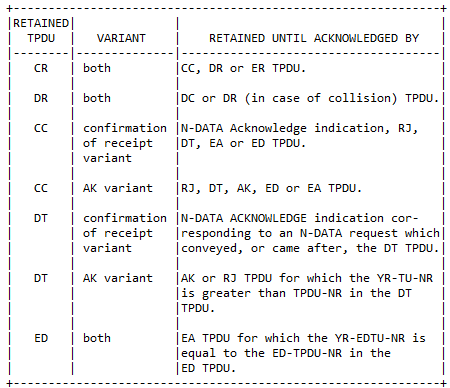 RETAINED
TPDU VARIANT RETAINED UNTIL ACKNOWLEDGED BY
CR both CC, DR or ER TPDU.
DR both DC or DR (in case of collision) TPDU.
CC confirmation N-DATA Acknowledge indication, RJ,
of receipt DT, EA or ED TPDU.
variant
CC AK variant RJ, DT, AK, ED or EA TPDU.
DT confirmation N-DATA ACKNOWLEDGE indication cor-
of receipt responding to an N-DATA request which
variant conveyed, or came after, the DT TPDU.
DT AK variant AK or RJ TPDU for which the YR-TU-NR
is greater than TPDU-NR in the DT
TPDU.
ED both EA TPDU for which the YR-EDTU-NR is
equal to the ED-TPDU-NR in the
ED TPDU.